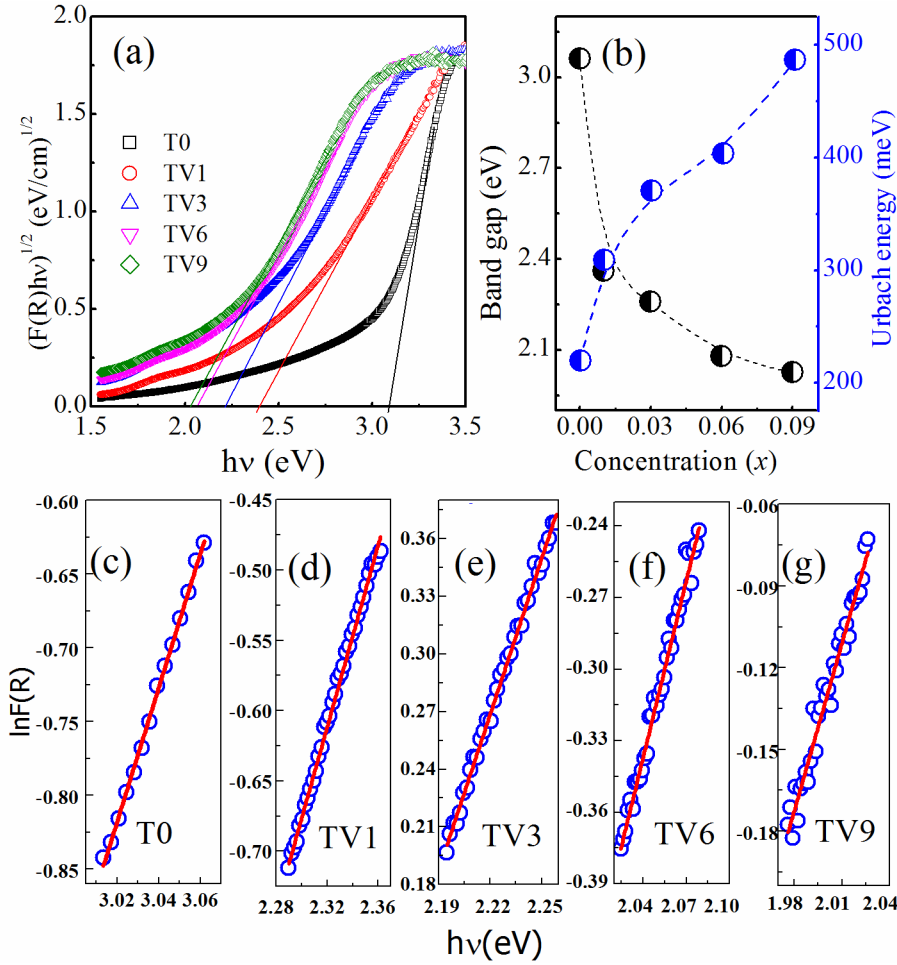 (a)
(F(R)hν)^1/2 (eV/cm)^1/2
2.0
1.5
1.0
0.5
0.0
T0
TV1
TV3
TV6
TV9
1.5 2.0 2.5 3.0 3.5
hν (eV)
(b)
Band gap (eV)
3.0
2.7
2.4
2.1
Urbach energy (meV)
500
400
300
200
0.00 0.03 0.06 0.09
Concentration (x)
lnF(R)
(c)
-0.60
-0.65
-0.70
-0.75
-0.80
-0.85
T0
3.02 3.04 3.06
(d)
-0.45
-0.50
-0.55
-0.60
-0.65
-0.70
TV1
2.28 2.32 2.36
(e)
0.36
0.33
0.30
0.27
0.24
0.21
0.18
TV3
2.19 2.22 2.25
(f)
-0.24
-0.27
-0.30
-0.33
-0.36
-0.39
TV6
2.04 2.07 2.10
(g)
-0.06
-0.09
-0.12
-0.15
-0.18
TV9
1.98 2.01 2.04
hν(eV)